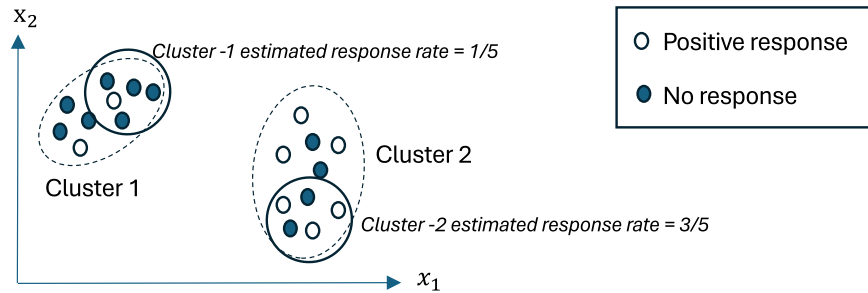 x₂
Cluster -1 estimated response rate = 1/5
Positive response
No response
Cluster 2
Cluster 1
Cluster -2 estimated response rate = 3/5
x₁